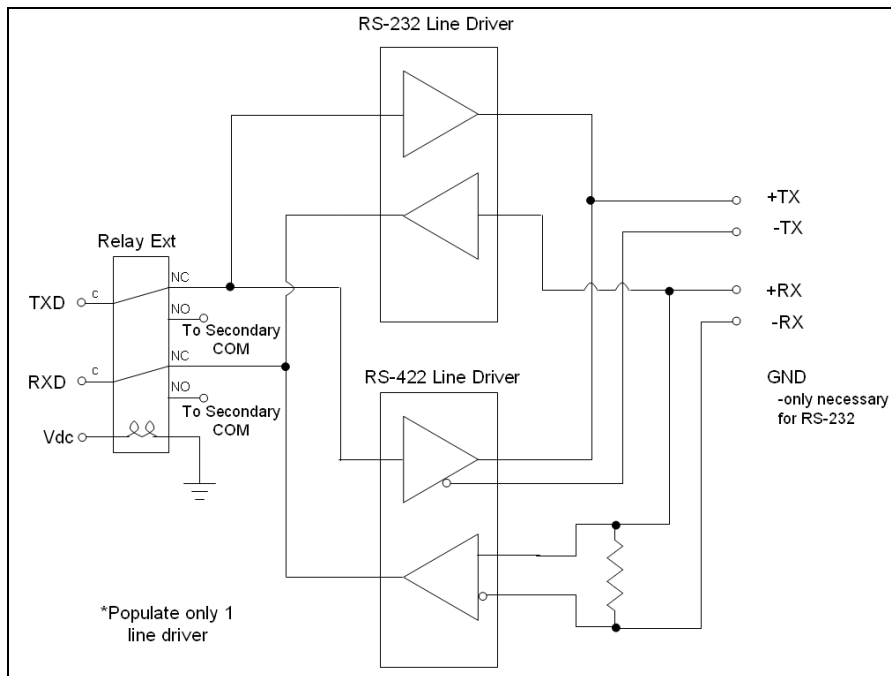 RS-232 Line Driver
+TX
-TX
Relay Ext
NC
TXD
C
NO
To Secondary
COM
+RX
-RX
NC
RXD
C
NO
To Secondary
COM
RS-422 Line Driver
GND
-only necessary
for RS-232
Vdc
*Populate only 1
line driver